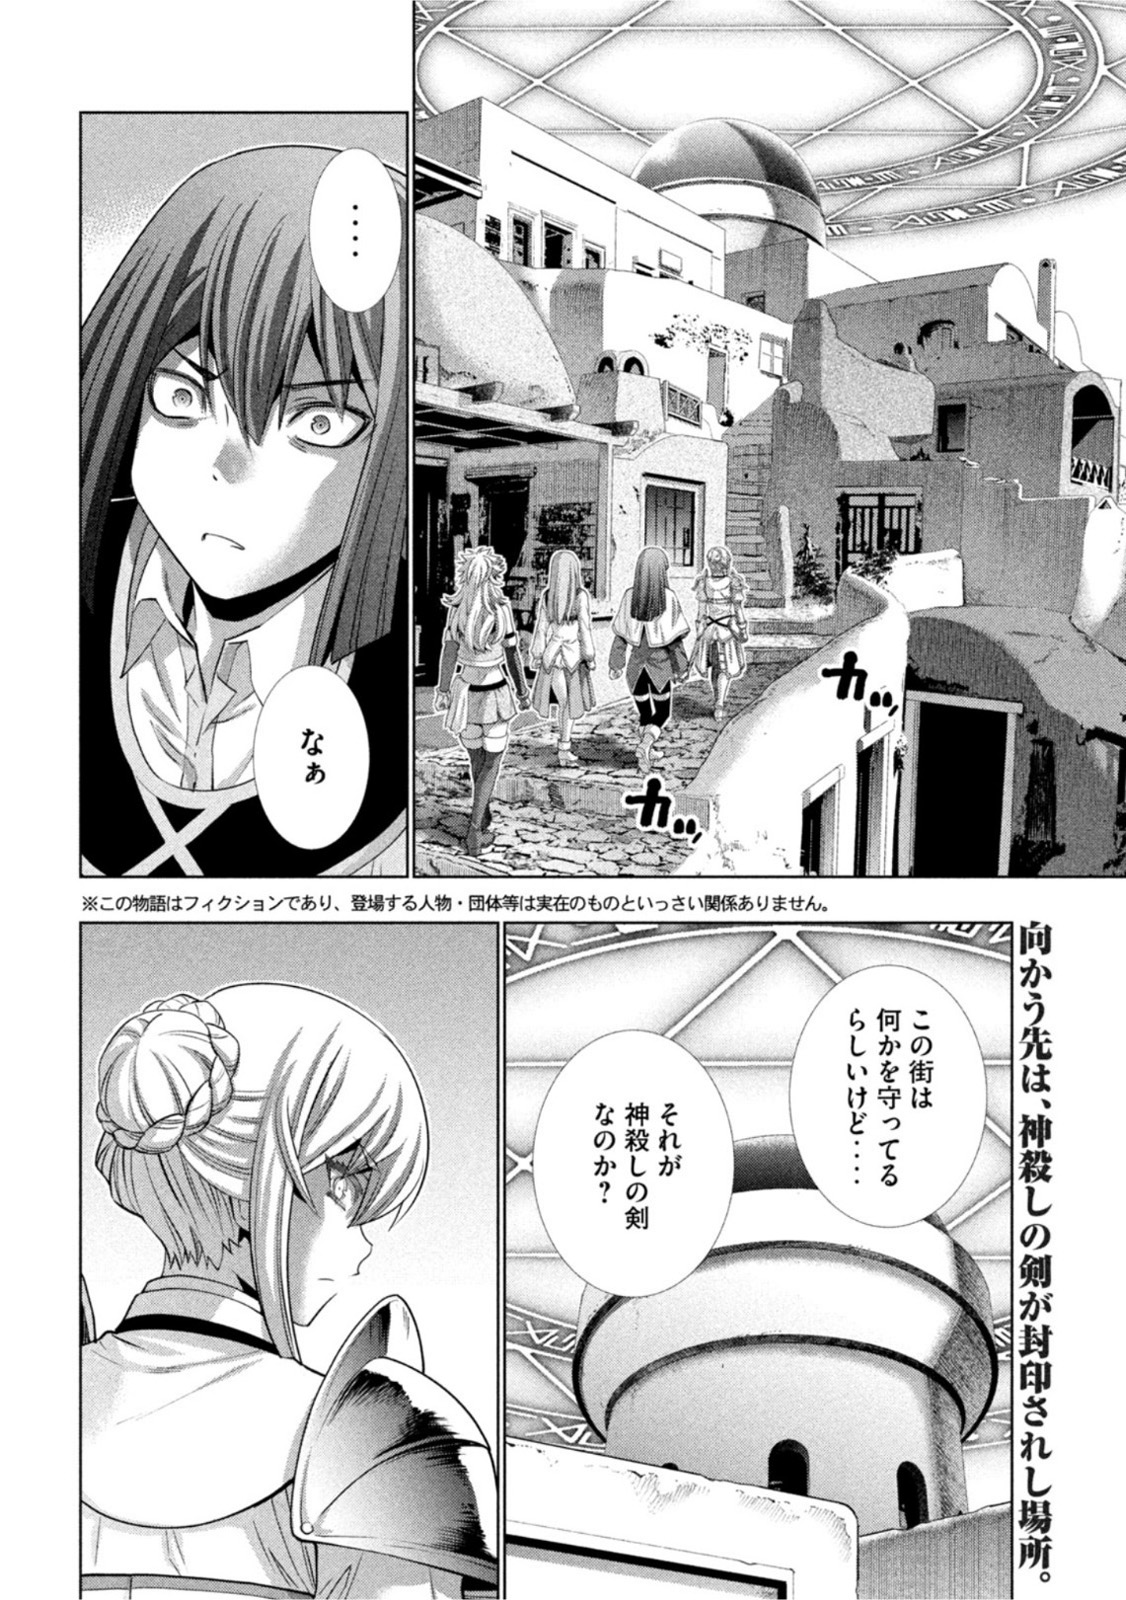 カッ
カッ
・・・
なぁ
※この物語はフィクションであり、登場する人物・団体等は実在のものといっさい関係ありません。
向かう先は、神殺しの剣が封印されし場所。
この街は
何かを守ってる
らしいけど・・・・
それが
神殺しの剣
なのか?